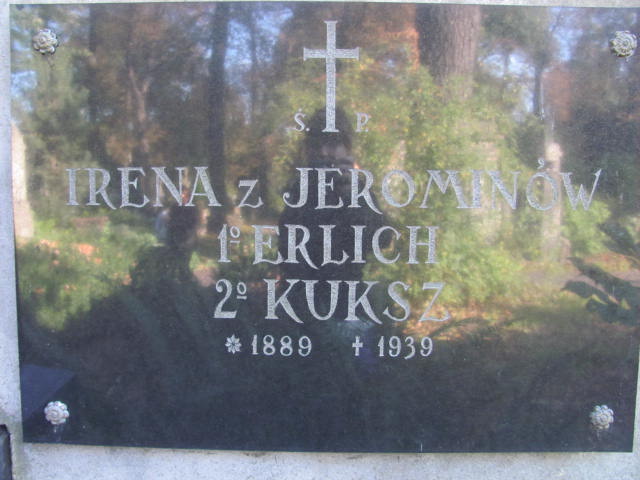 Ś. P.
IRENA z JEROMINÓW
1º ERLICH
2º KUKSZ
* 1889 † 1939